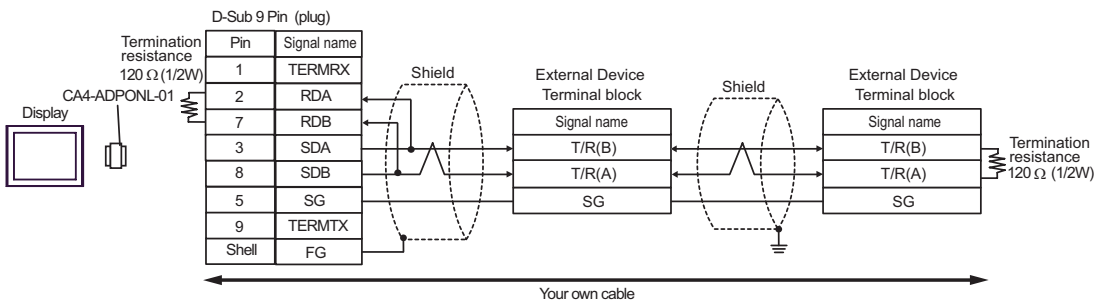 D-Sub 9 Pin (plug)
Termination
resistance
120 Ω (1/2W)
CA4-ADPONL-01
Display
Pin Signal name
1 TERMRX
2 RDA
7 RDB
3 SDA
8 SDB
5 SG
9 TERMTX
Shell FG
Shield
External Device
Terminal block
Signal name
T/R(B)
T/R(A)
SG
Shield
External Device
Terminal block
Signal name
T/R(B)
T/R(A)
SG
Termination
resistance
120 Ω (1/2W)
Your own cable